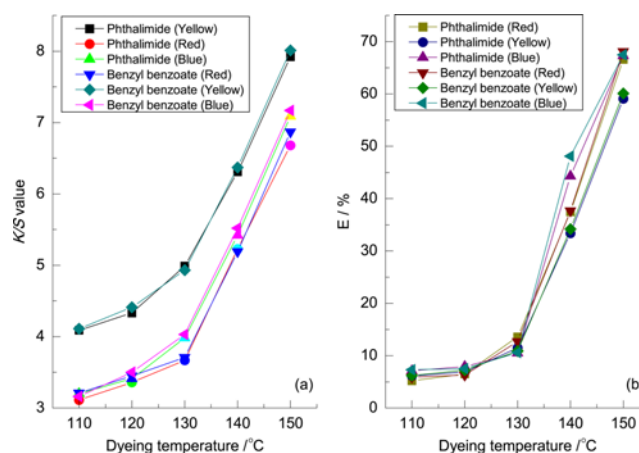 Phthalimide (Yellow)
Phthalimide (Red)
Phthalimide (Blue)
Benzyl benzoate (Red)
Benzyl benzoate (Yellow)
Benzyl benzoate (Blue)
8
7
6
5
4
3
K/S value
110 120 130 140 150
Dyeing temperature /°C
(a)
Phthalimide (Red)
Phthalimide (Yellow)
Phthalimide (Blue)
Benzyl benzoate (Red)
Benzyl benzoate (Yellow)
Benzyl benzoate (Blue)
80
70
60
50
40
30
20
10
0
E / %
110 120 130 140 150
Dyeing temperature /°C
(b